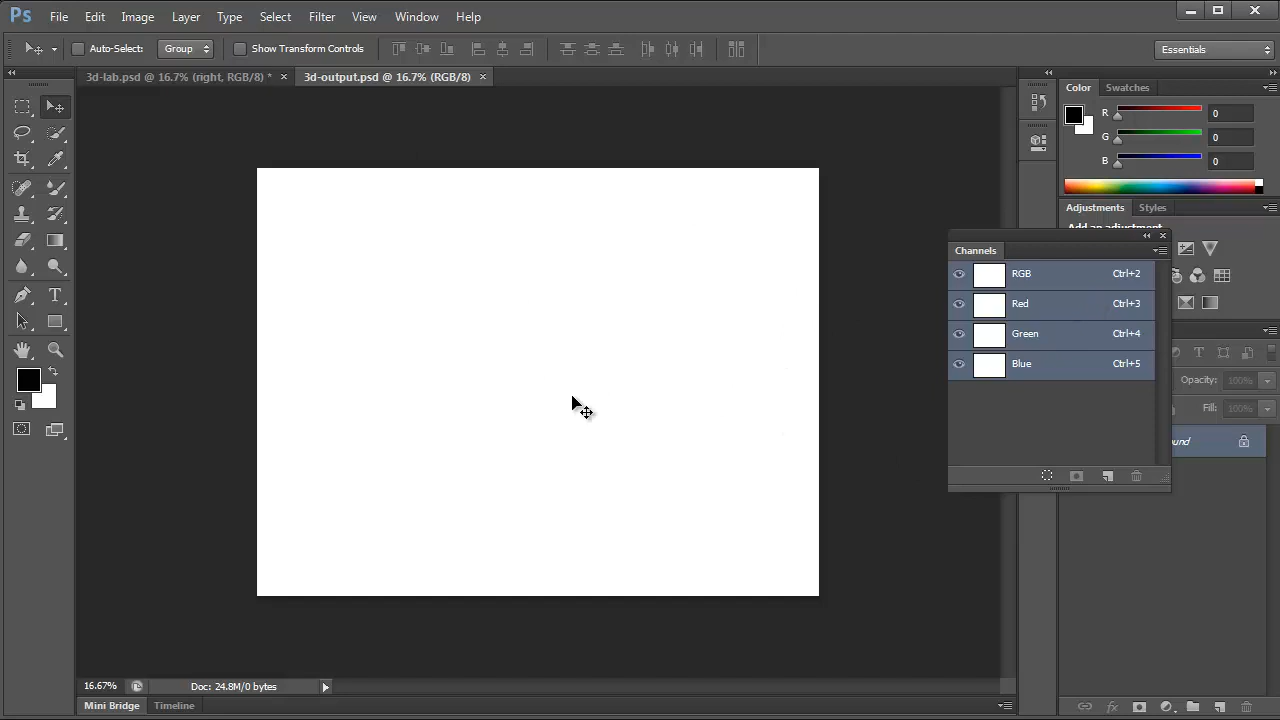 Ps File Edit Image Layer Type Select Filter View Window Help
Auto-Select: Group Show Transform Controls Essentials
3d-lab.psd @ 16.7% (right, RGB/8) * × 3d-output.psd @ 16.7% (RGB/8) ×
Color Swatches
R 0
G 0
B 0
Adjustments Styles
Add an adjustment
Channels
RGB Ctrl+2
Red Ctrl+3
Green Ctrl+4
Blue Ctrl+5
Opacity: 100%
Fill: 100%
ound
16.67% Doc: 24.8M/0 bytes
Mini Bridge Timeline